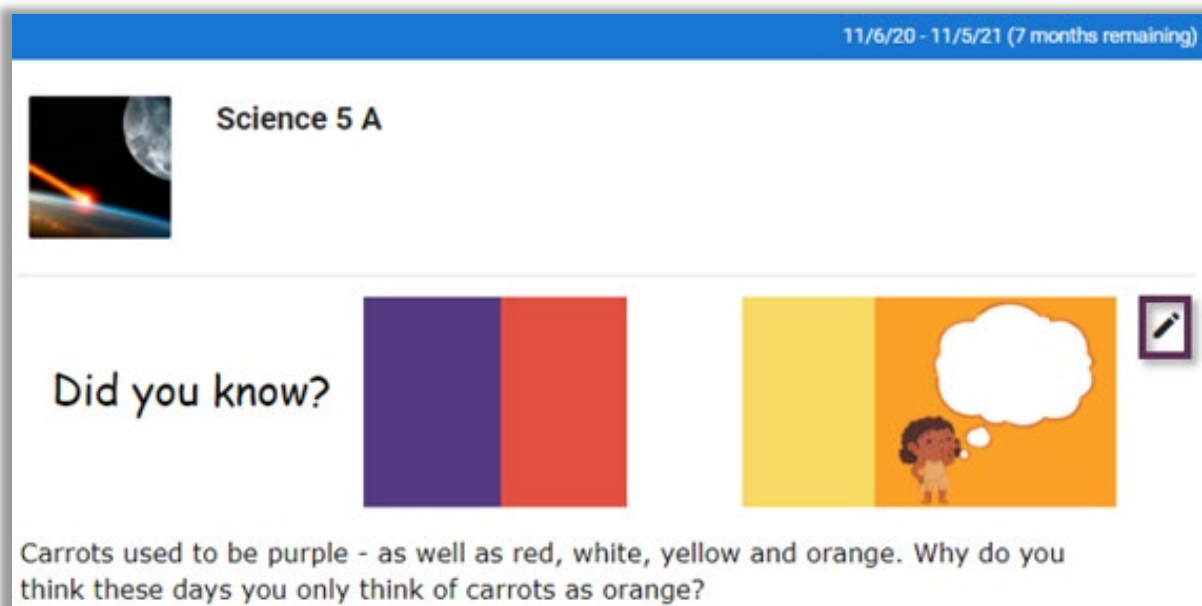 11/6/20 - 11/5/21 (7 months remaining)
Science 5 A
Did you know?
Carrots used to be purple - as well as red, white, yellow and orange. Why do you
think these days you only think of carrots as orange?